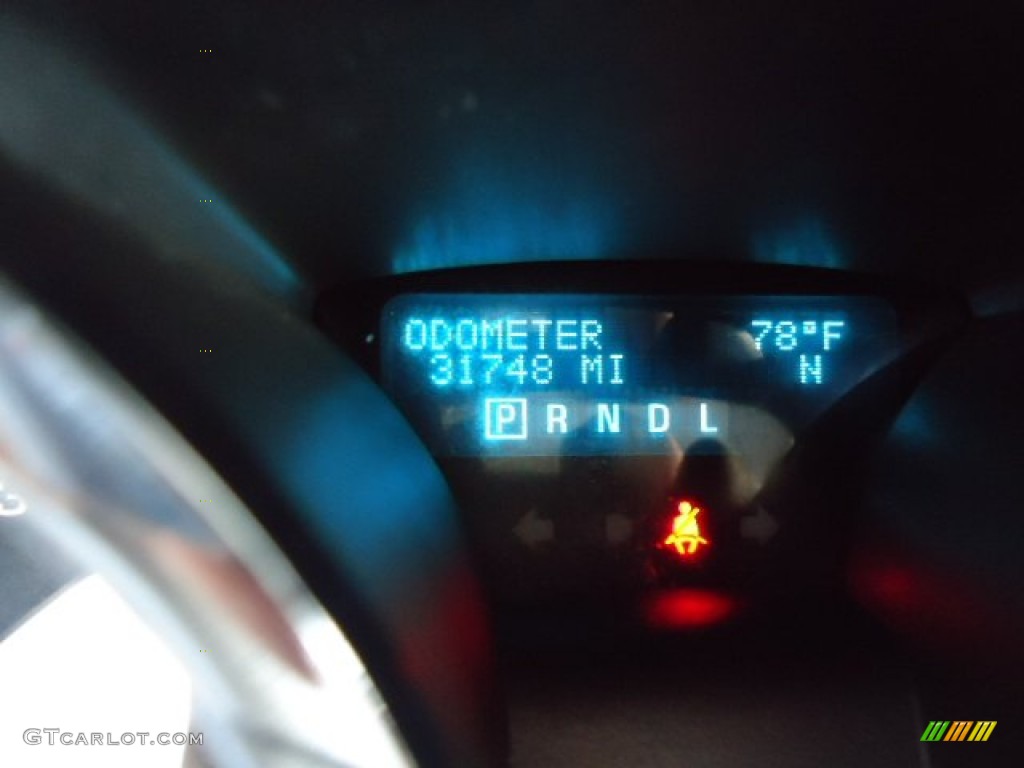 ODOMETER 78°F
31748 MI N
P R N D L
GTCARLOT.COM